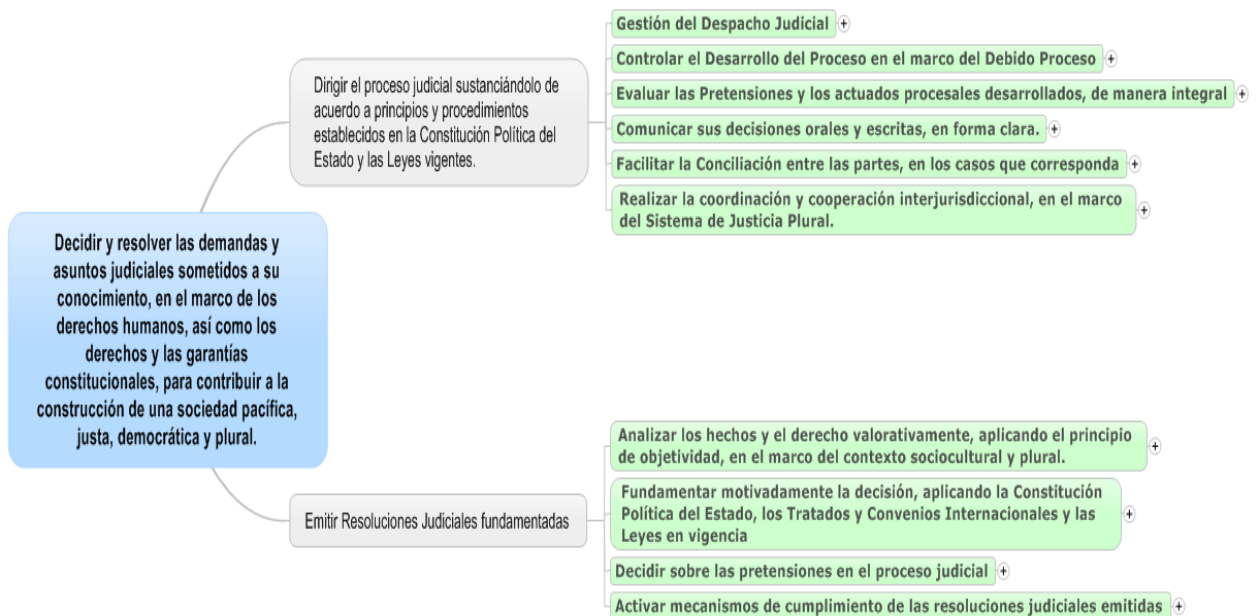 Decidir y resolver las demandas y
asuntos judiciales sometidos a su
conocimiento, en el marco de los
derechos humanos, así como los
derechos y las garantías
constitucionales, para contribuir a la
construcción de una sociedad pacífica,
justa, democrática y plural.
Dirigir el proceso judicial sustanciándolo de
acuerdo a principios y procedimientos
establecidos en la Constitución Política del
Estado y las Leyes vigentes.
Gestión del Despacho Judicial
Controlar el Desarrollo del Proceso en el marco del Debido Proceso
Evaluar las Pretensiones y los actuados procesales desarrollados, de manera integral
Comunicar sus decisiones orales y escritas, en forma clara.
Facilitar la Conciliación entre las partes, en los casos que corresponda
Realizar la coordinación y cooperación interjurisdiccional, en el marco
del Sistema de Justicia Plural.
Emitir Resoluciones Judiciales fundamentadas
Analizar los hechos y el derecho valorativamente, aplicando el principio
de objetividad, en el marco del contexto sociocultural y plural.
Fundamentar motivadamente la decisión, aplicando la Constitución
Política del Estado, los Tratados y Convenios Internacionales y las
Leyes en vigencia
Decidir sobre las pretensiones en el proceso judicial
Activar mecanismos de cumplimiento de las resoluciones judiciales emitidas